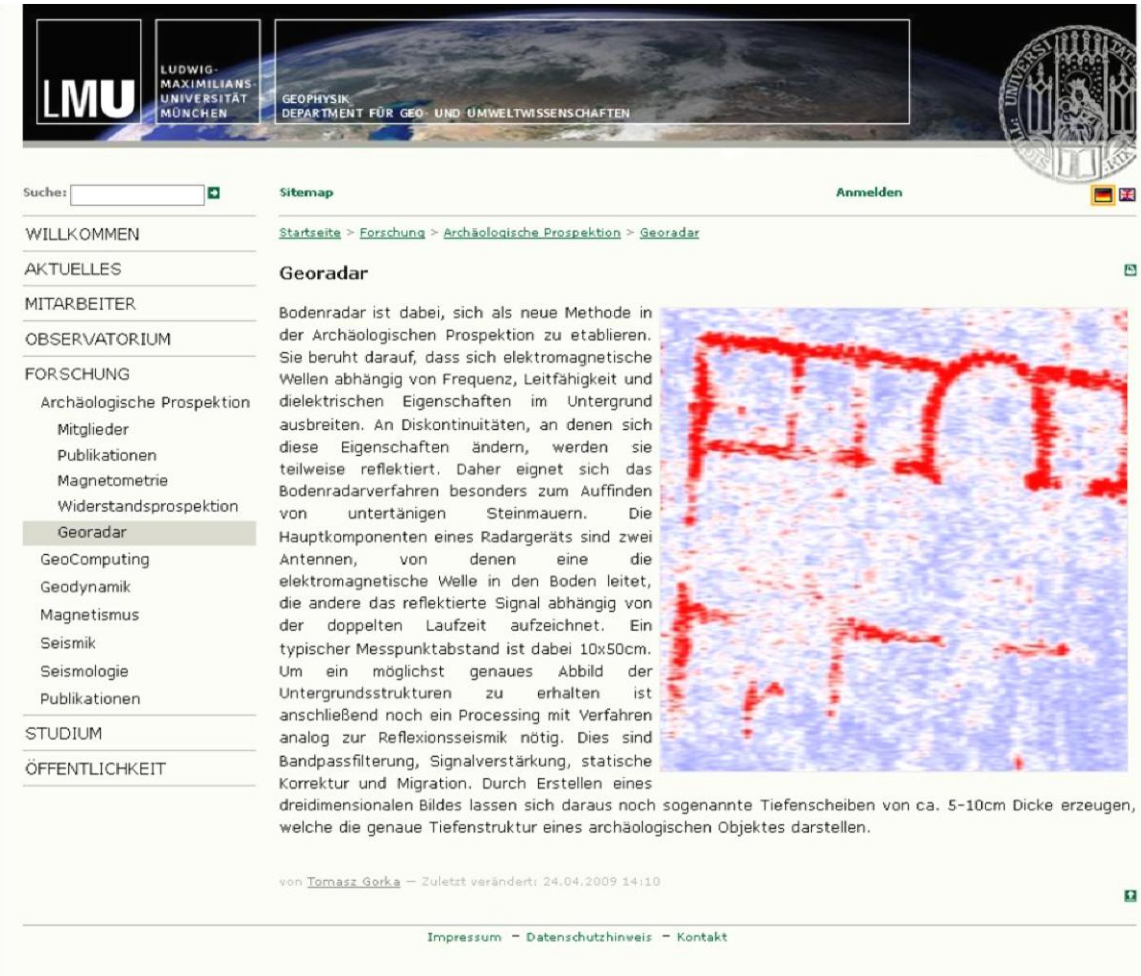 LMU
LUDWIG-
MAXIMILIANS-
UNIVERSITÄT
MÜNCHEN
GEOPHYSIK
DEPARTMENT FÜR GEO- UND UMWELTWISSENSCHAFTEN
Suche:
Sitemap
Anmelden
WILLKOMMEN
AKTUELLES
MITARBEITER
OBSERVATORIUM
FORSCHUNG
Archäologische Prospektion
Mitglieder
Publikationen
Magnetometrie
Widerstandsprospektion
Georadar
GeoComputing
Geodynamik
Magnetismus
Seismik
Seismologie
Publikationen
STUDIUM
ÖFFENTLICHKEIT
Startseite > Forschung > Archäologische Prospektion > Georadar
Georadar
Bodenradar ist dabei, sich als neue Methode in
der Archäologischen Prospektion zu etablieren.
Sie beruht darauf, dass sich elektromagnetische
Wellen abhängig von Frequenz, Leitfähigkeit und
dielektrischen Eigenschaften im Untergrund
ausbreiten. An Diskontinuitäten, an denen sich
diese Eigenschaften ändern, werden sie
teilweise reflektiert. Daher eignet sich das
Bodenradarverfahren besonders zum Auffinden
von untertänigen Steinmauern. Die
Hauptkomponenten eines Radargeräts sind zwei
Antennen, von denen eine die
elektromagnetische Welle in den Boden leitet,
die andere das reflektierte Signal abhängig von
der doppelten Laufzeit aufzeichnet. Ein
typischer Messpunktabstand ist dabei 10x50cm.
Um ein möglichst genaues Abbild der
Untergrundsstrukturen zu erhalten ist
anschließend noch ein Processing mit Verfahren
analog zur Reflexionsseismik nötig. Dies sind
Bandpassfilterung, Signalverstärkung, statische
Korrektur und Migration. Durch Erstellen eines
dreidimensionalen Bildes lassen sich daraus noch sogenannte Tiefenscheiben von ca. 5-10cm Dicke erzeugen,
welche die genaue Tiefenstruktur eines archäologischen Objektes darstellen.
von Tomasz Gorka — Zuletzt verändert: 24.04.2009 14:10
Impressum - Datenschutzhinweis - Kontakt